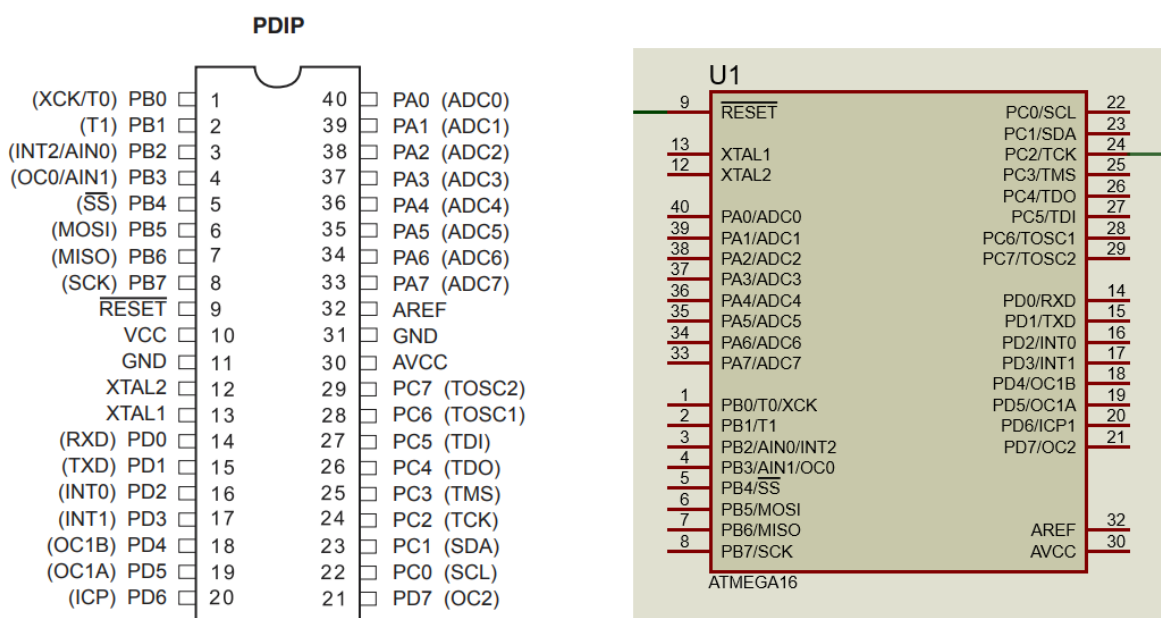 PDIP
(XCK/T0) PB0 1 40 PA0 (ADC0)
(T1) PB1 2 39 PA1 (ADC1)
(INT2/AIN0) PB2 3 38 PA2 (ADC2)
(OC0/AIN1) PB3 4 37 PA3 (ADC3)
(SS) PB4 5 36 PA4 (ADC4)
(MOSI) PB5 6 35 PA5 (ADC5)
(MISO) PB6 7 34 PA6 (ADC6)
(SCK) PB7 8 33 PA7 (ADC7)
RESET 9 32 AREF
VCC 10 31 GND
GND 11 30 AVCC
XTAL2 12 29 PC7 (TOSC2)
XTAL1 13 28 PC6 (TOSC1)
(RXD) PD0 14 27 PC5 (TDI)
(TXD) PD1 15 26 PC4 (TDO)
(INT0) PD2 16 25 PC3 (TMS)
(INT1) PD3 17 24 PC2 (TCK)
(OC1B) PD4 18 23 PC1 (SDA)
(OC1A) PD5 19 22 PC0 (SCL)
(ICP) PD6 20 21 PD7 (OC2)
U1
9 RESET PC0/SCL 22
PC1/SDA 23
13 XTAL1 PC2/TCK 24
12 XTAL2 PC3/TMS 25
PC4/TDO 26
40 PA0/ADC0 PC5/TDI 27
39 PA1/ADC1 PC6/TOSC1 28
38 PA2/ADC2 PC7/TOSC2 29
37 PA3/ADC3
36 PA4/ADC4 PD0/RXD 14
35 PA5/ADC5 PD1/TXD 15
34 PA6/ADC6 PD2/INT0 16
33 PA7/ADC7 PD3/INT1 17
PD4/OC1B 18
1 PB0/T0/XCK PD5/OC1A 19
2 PB1/T1 PD6/ICP1 20
3 PB2/AIN0/INT2 PD7/OC2 21
4 PB3/AIN1/OC0
5 PB4/SS
6 PB5/MOSI
7 PB6/MISO AREF 32
8 PB7/SCK AVCC 30
ATMEGA16